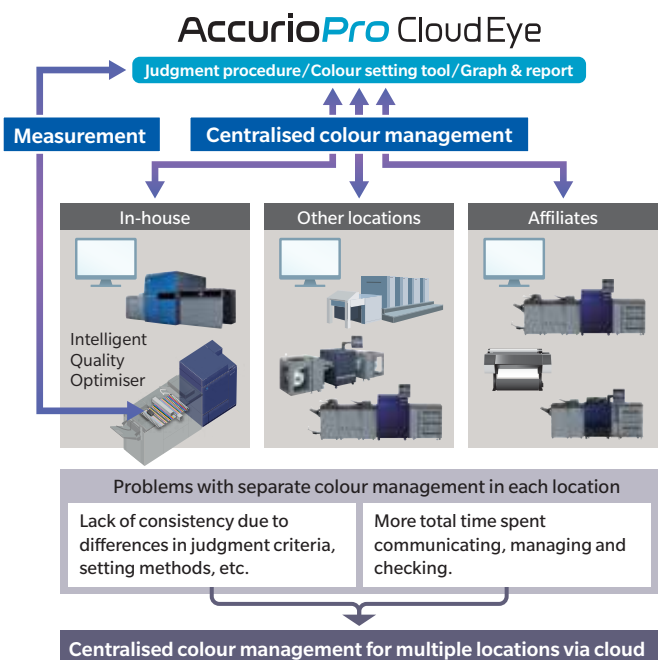 AccurioPro CloudEye
Judgment procedure/Colour setting tool/Graph & report
Measurement
Centralised colour management
In-house
Other locations
Affiliates
Intelligent
Quality
Optimiser
Problems with separate colour management in each location
Lack of consistency due to
differences in judgment criteria,
setting methods, etc.
More total time spent
communicating, managing and
checking.
Centralised colour management for multiple locations via cloud